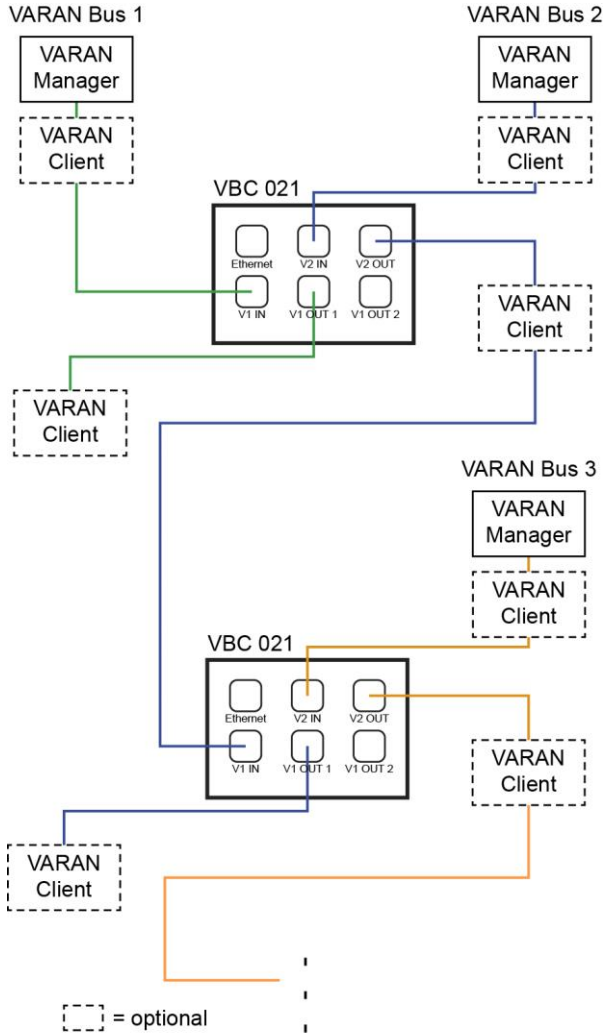 VARAN Bus 1
VARAN Bus 2
VARAN
Manager
VARAN
Manager
VARAN
Client
VARAN
Client
VBC 021
Ethernet
V2 IN
V2 OUT
V1 IN
V1 OUT 1
V1 OUT 2
VARAN
Client
VARAN
Client
VARAN Bus 3
VARAN
Manager
VARAN
Client
VBC 021
Ethernet
V2 IN
V2 OUT
V1 IN
V1 OUT 1
V1 OUT 2
VARAN
Client
VARAN
Client
= optional